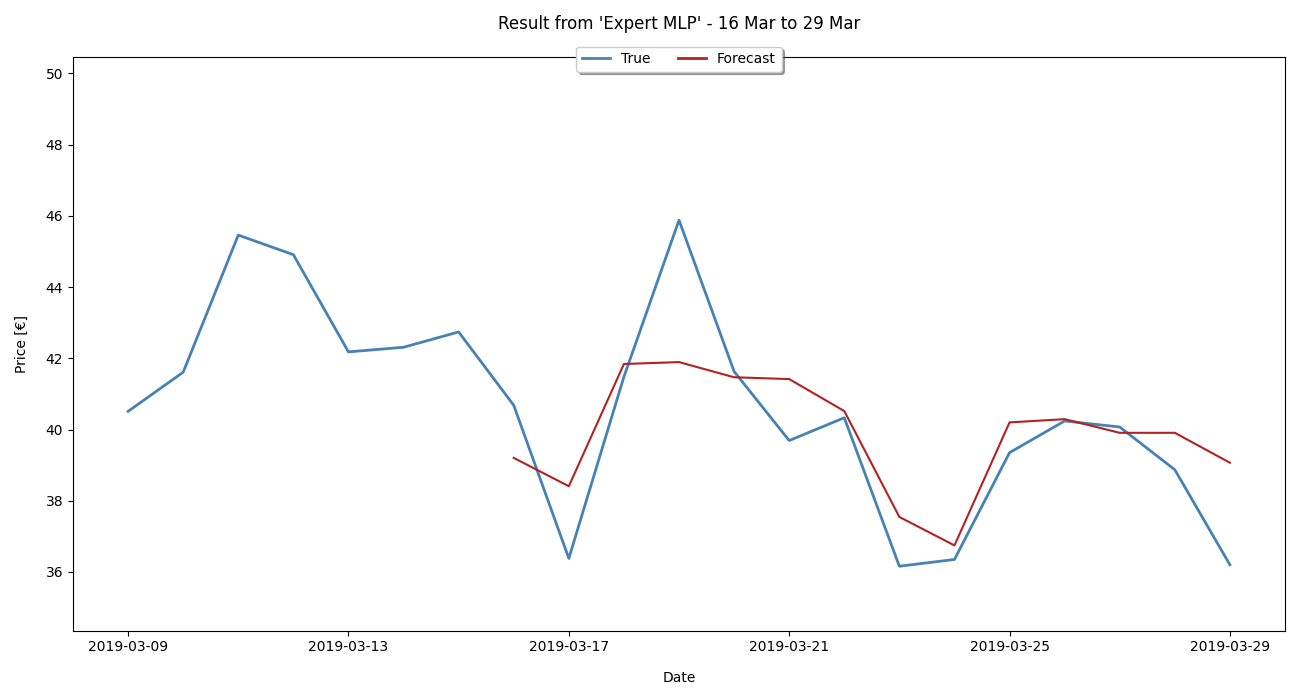 Result from 'Expert MLP' - 16 Mar to 29 Mar
True Forecast
50
48
46
44
42
40
38
36
Price [€]
2019-03-09 2019-03-13 2019-03-17 2019-03-21 2019-03-25 2019-03-29
Date